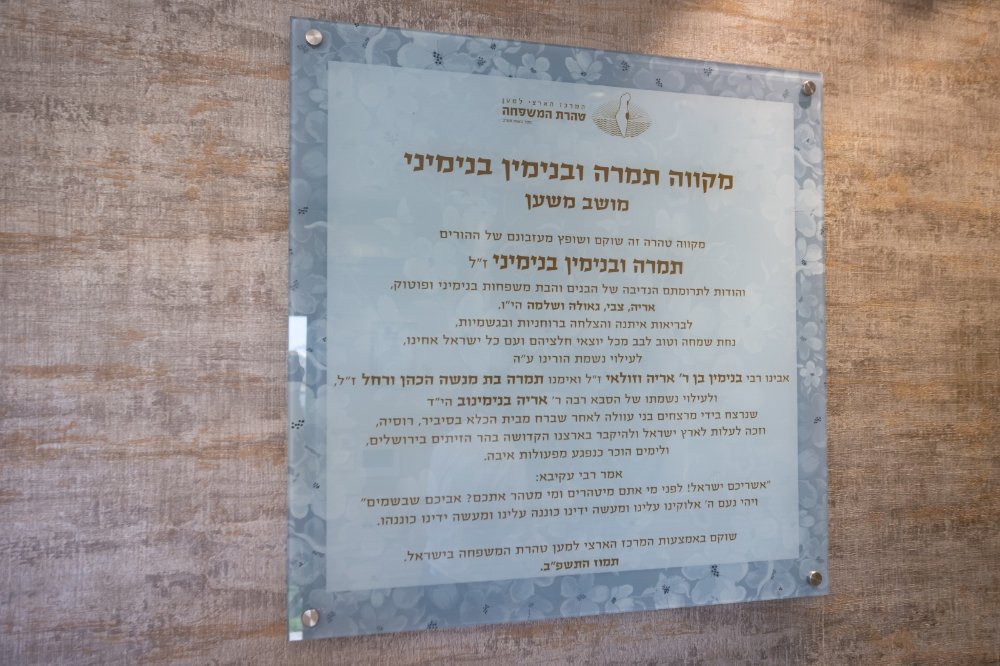 המרכז הארצי למען
טהרת המשפחה
מקווה תמרה ובנימין בנימיני
מושב משען
מקווה טהרה זה שוקם ושופץ מעזבונם של ההורים
תמרה ובנימין בנימיני ז"ל
והודות לתרומתם הנדיבה של הבנים והבת משפחות בנימיני ופוטוק,
אריה, צבי, גאולה ושלמה הי"ו.
לבריאות איתנה והצלחה ברוחניות ובגשמיות,
נחת שמחה וטוב לבב מכל יוצאי חלציהם ועם כל ישראל אחינו,
לעילוי נשמת הורינו ע"ה
אבינו רבי בנימין בן ר' אריה וזולאי ז"ל ואימנו תמרה בת מנשה הכהן ורחל ז"ל,
ולעילוי נשמתו של הסבא רבה ר' אריה בנימינוב הי"ד
שנרצח בידי מרצחים בני עוולה לאחר שברח מבית הכלא בסיביר, רוסיה,
וזכה לעלות לארץ ישראל ולהיקבר בארצנו הקדושה בהר הזיתים בירושלים,
ולימים הוכר כנפגע מפעולות איבה.
אמר רבי עקיבא:
"אשריכם ישראל! לפני מי אתם מיטהרים ומי מטהר אתכם? אביכם שבשמים"
ויהי נעם ה' אלוקינו עלינו ומעשה ידינו כוננה עלינו ומעשה ידינו כוננהו.
שוקם באמצעות המרכז הארצי למען טהרת המשפחה בישראל.
תמוז התשפ"ב.